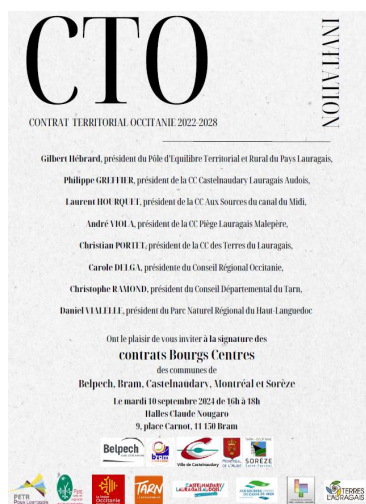 CTO
INVITATION
CONTRAT TERRITORIAL OCCITANIE 2022-2028
Gilbert Hébrard, président du Pôle d'Equilibre Territorial et Rural du Pays Lauragais,
Philippe GREFFIER, président de la CC Castelnaudary Lauragais Audois,
Laurent HOURQUET, président de la CC Aux Sources du canal du Midi,
André VIOLA, président de la CC Piège Lauragais Malepère,
Christian PORTET, président de la CC des Terres du Lauragais,
Carole DELGA, présidente du Conseil Régional Occitanie,
Christophe RAMOND, président du Conseil Départemental du Tarn,
Daniel VIALELLE, président du Parc Naturel Régional du Haut-Languedoc
Ont le plaisir de vous inviter à la signature des
contrats Bourgs Centres
des communes de
Belpech, Bram, Castelnaudary, Montréal et Sorèze
Le mardi 10 septembre 2024 de 16h à 18h
Halles Claude Nougaro
9, place Carnot, 11 150 Bram
Belpech
bram
Ville de Castelnaudary
SORÈZE
PETR
Pays Lauragais
Occitanie
TARN
CASTELNAUDARY
LAURAGAIS AUDOIS
TERRES
LAURAGAIS